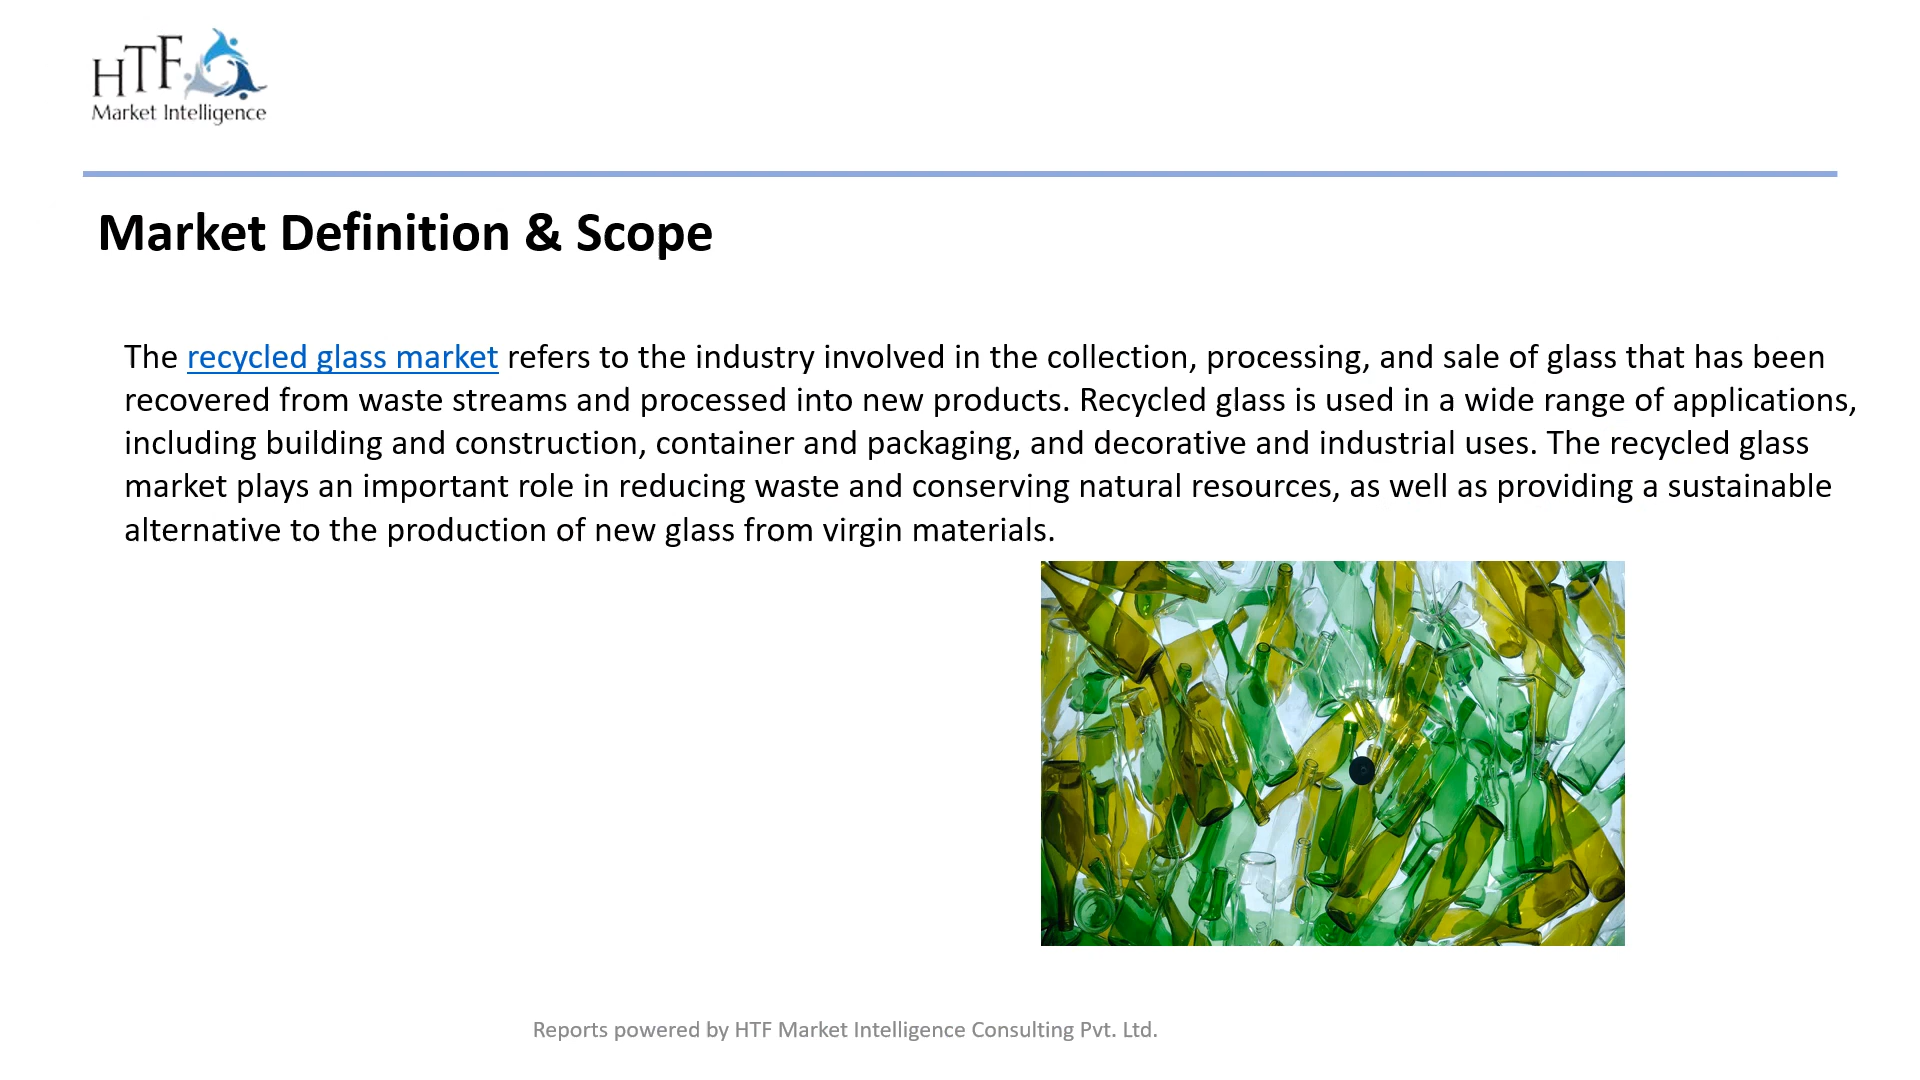 HTF
Market Intelligence
Market Definition & Scope
The recycled glass market refers to the industry involved in the collection, processing, and sale of glass that has been
recovered from waste streams and processed into new products. Recycled glass is used in a wide range of applications,
including building and construction, container and packaging, and decorative and industrial uses. The recycled glass
market plays an important role in reducing waste and conserving natural resources, as well as providing a sustainable
alternative to the production of new glass from virgin materials.
Reports powered by HTF Market Intelligence Consulting Pvt. Ltd.